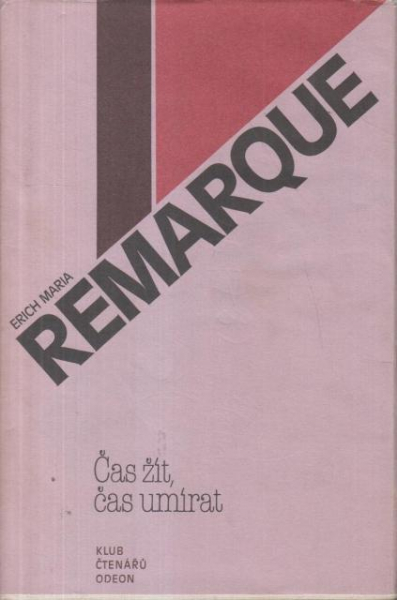 ERICH MARIA
REMARQUE
Čas žít,
čas umírat
KLUB
ČTENÁŘŮ
ODEON